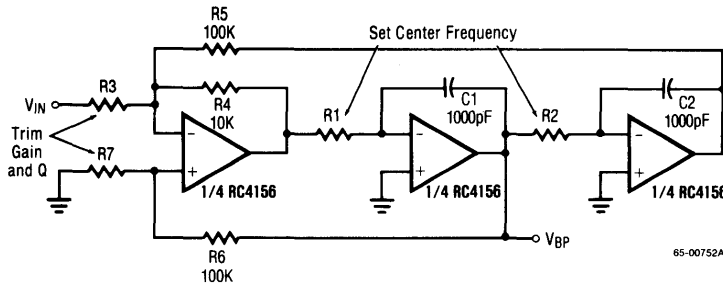 R5
100K
Set Center Frequency
R3
VIN
R4
10K
C1
1000pF
C2
1000pF
R1
R2
Trim
Gain
and Q
R7
−
+
1/4 RC4156
−
+
1/4 RC4156
−
+
1/4 RC4156
R6
100K
VBP
65-00752A